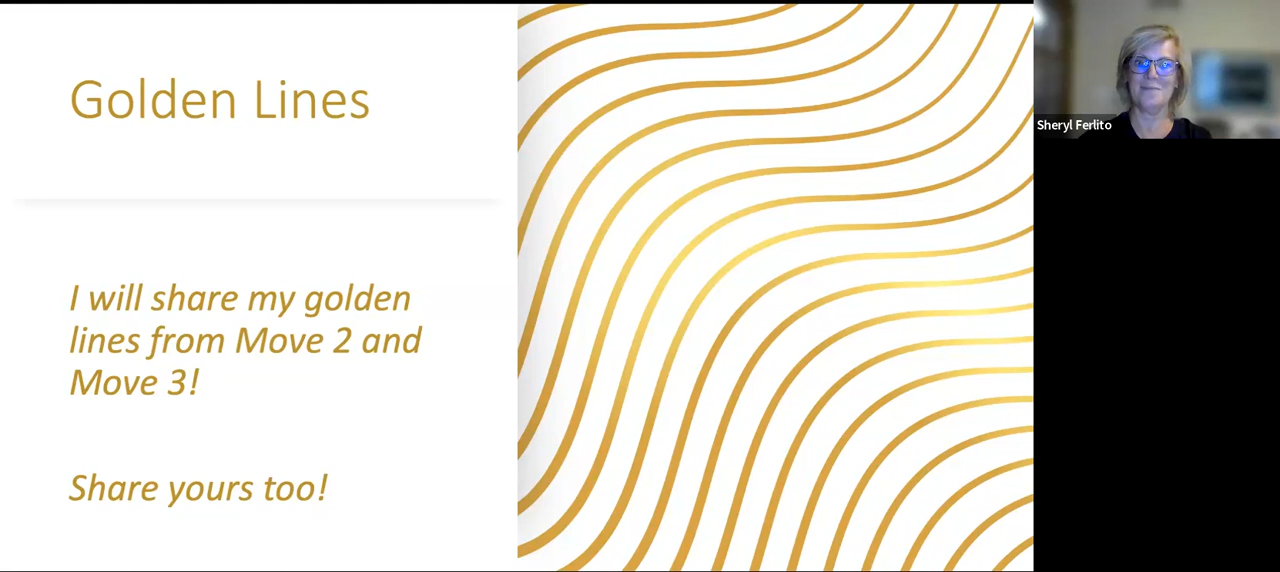 Golden Lines
I will share my golden
lines from Move 2 and
Move 3!
Share yours too!
Sheryl Ferlito